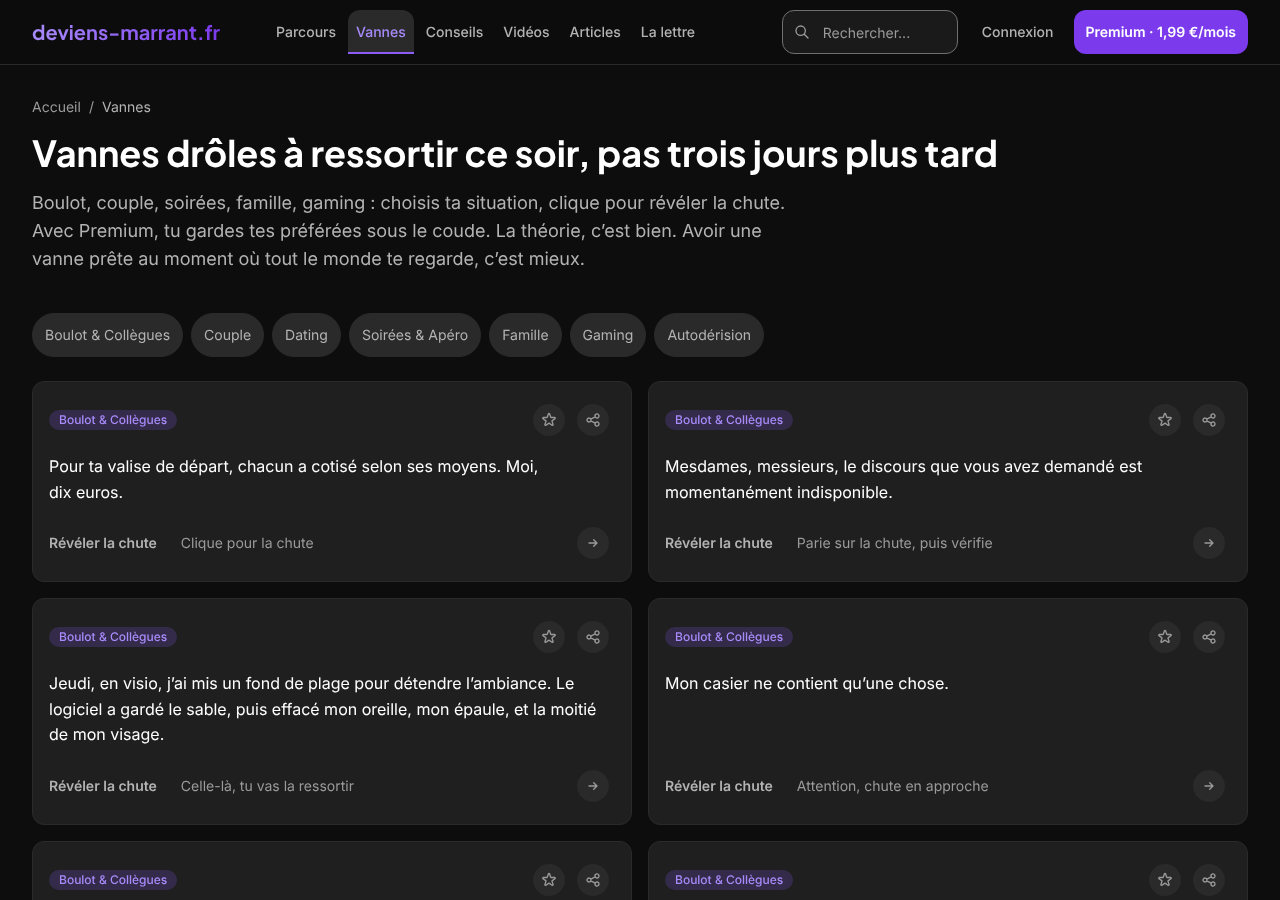 deviens-marrant.fr
Parcours
Vannes
Conseils
Vidéos
Articles
La lettre
Rechercher...
Connexion
Premium · 1,99 €/mois
Accueil / Vannes
Vannes drôles à ressortir ce soir, pas trois jours plus tard
Boulot, couple, soirées, famille, gaming : choisis ta situation, clique pour révéler la chute.
Avec Premium, tu gardes tes préférées sous le coude. La théorie, c’est bien. Avoir une
vanne prête au moment où tout le monde te regarde, c’est mieux.
Boulot & Collègues
Couple
Dating
Soirées & Apéro
Famille
Gaming
Autodérision
Boulot & Collègues
Pour ta valise de départ, chacun a cotisé selon ses moyens. Moi,
dix euros.
Révéler la chute
Clique pour la chute
Boulot & Collègues
Mesdames, messieurs, le discours que vous avez demandé est
momentanément indisponible.
Révéler la chute
Parie sur la chute, puis vérifie
Boulot & Collègues
Jeudi, en visio, j’ai mis un fond de plage pour détendre l’ambiance. Le
logiciel a gardé le sable, puis effacé mon oreille, mon épaule, et la moitié
de mon visage.
Révéler la chute
Celle-là, tu vas la ressortir
Boulot & Collègues
Mon casier ne contient qu’une chose.
Révéler la chute
Attention, chute en approche
Boulot & Collègues
Boulot & Collègues